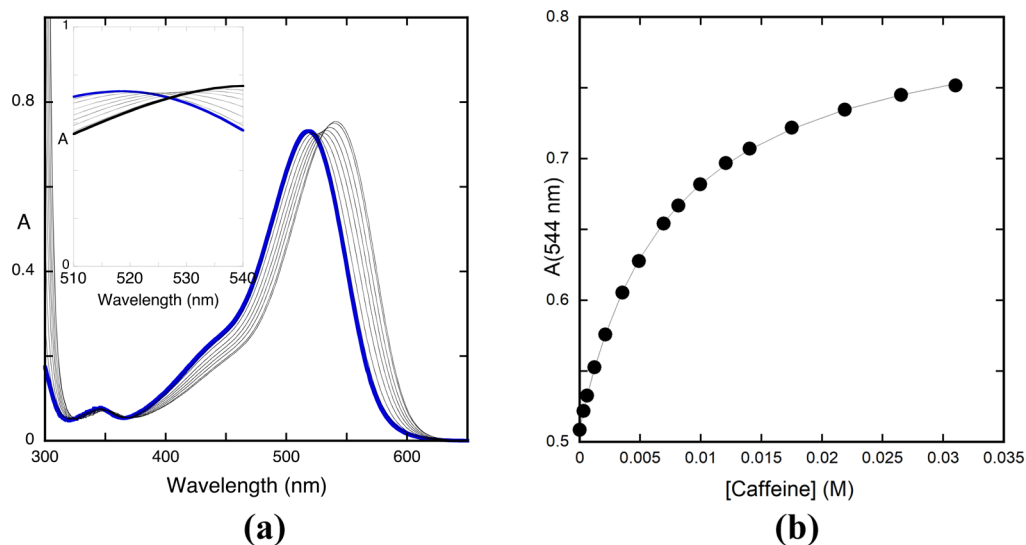 1
A
0
510 520 530 540
Wavelength (nm)
0.8
A
0.4
0
300 400 500 600
Wavelength (nm)
(a)
0.8
0.7
A(544 nm)
0.6
0.5
0 0.005 0.01 0.015 0.02 0.025 0.03 0.035
[Caffeine] (M)
(b)